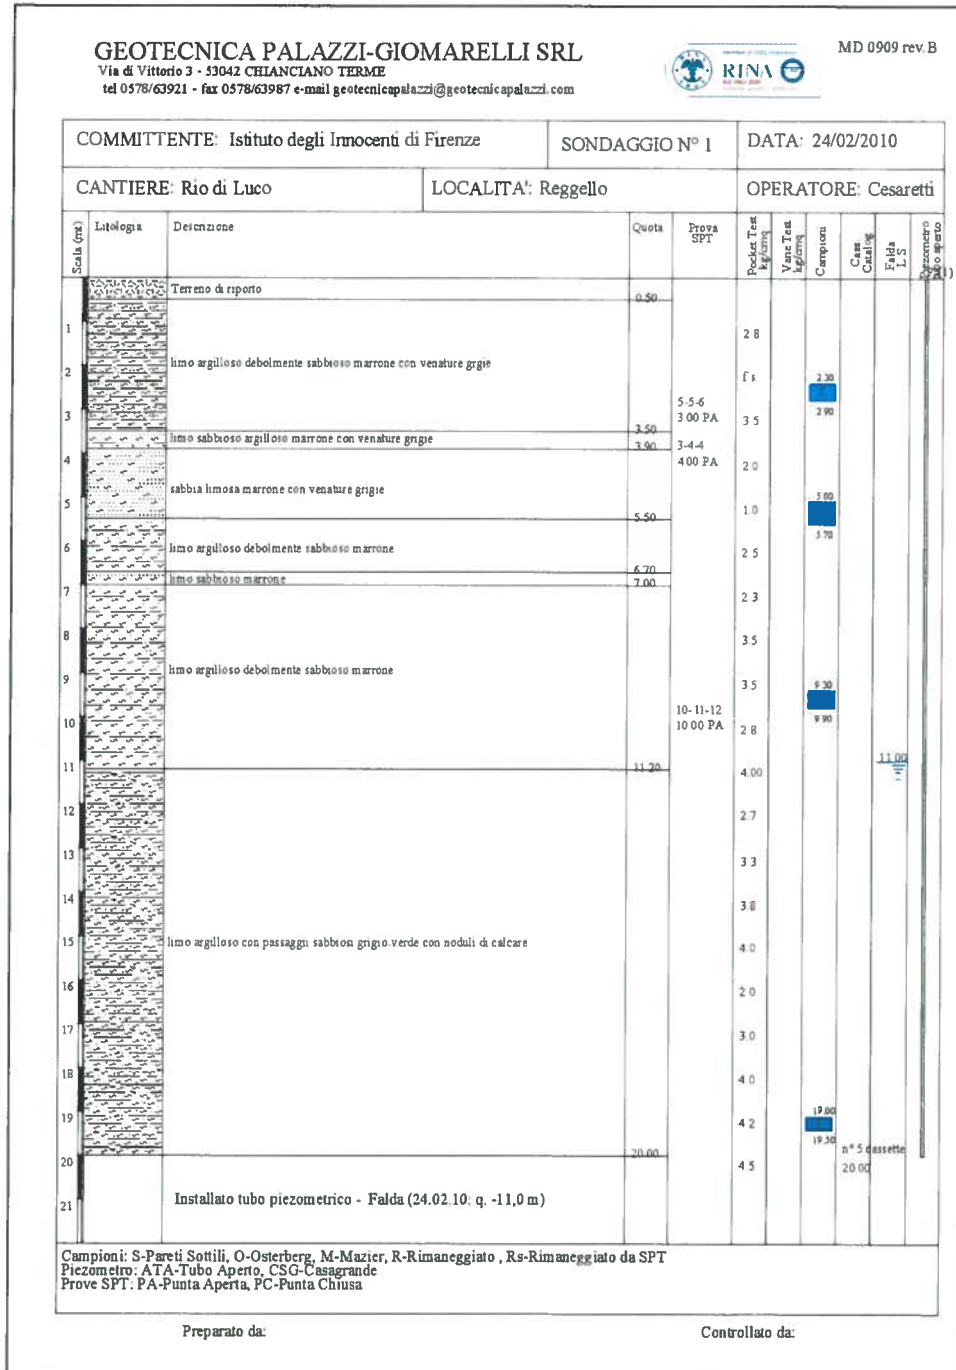 GEOTECNICA PALAZZI-GIOMARELLI SRL
Via di Vittorio 3 - 53042 CHIANCIANO TERME
tel 0578/63921 - fax 0578/63987 e-mail geotecnicapalazzi@geotecnicapalazzi.com
RINA
MD 0909 rev.B
COMMITTENTE: Istituto degli Innocenti di Firenze
SONDAGGIO N° 1
DATA: 24/02/2010
CANTIERE: Rio di Luco
LOCALITA': Reggello
OPERATORE: Cesaretti
Scala (mt)
Litologia
Descrizione
Quota
Prova SPT
Pocket Test kg/cmq
Vane Test kg/cmq
Campioni
Cass. Catalog
Falda L S
Piezometro tubo aperto
Terreno di riporto
0.50
1
2.8
limo argilloso debolmente sabbioso marrone con venature grgie
2
f s
2.30
5-5-6
3.00 PA
2.90
3
3.5
3.50
limo sabbioso argilloso marrone con venature grigie
3.90
3-4-4
4.00 PA
4
2.0
sabbia limosa marrone con venature grigie
5
5.00
1.0
5.50
5.70
limo argilloso debolmente sabbioso marrone
6
2.5
6.70
limo sabbioso marrone
7.00
7
2.3
8
3.5
limo argilloso debolmente sabbioso marrone
9
3.5
9.30
10-11-12
10.00 PA
9.90
10
2.8
11.00
11
11.20
4.00
12
2.7
13
3.3
14
3.8
15
limo argilloso con passaggi sabbiosi grigio-verde con noduli di calcare
4.0
16
2.0
17
3.0
18
4.0
19
19.00
4.2
19.50
n° 5 cassette
20.00
20
20.00
4.5
21
Installato tubo piezometrico - Falda (24.02.10; q. -11,0 m)
Campioni: S-Pareti Sottili, O-Osterberg, M-Mazier, R-Rimaneggiato , Rs-Rimaneggiato da SPT
Piezometro: ATA-Tubo Aperto, CSG-Casagrande
Prove SPT: PA-Punta Aperta, PC-Punta Chiusa
Preparato da:
Controllato da: